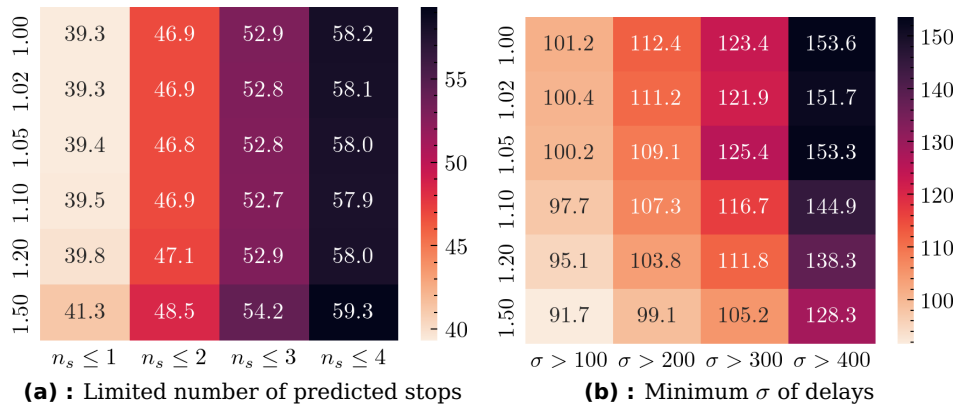 1.00 39.3 46.9 52.9 58.2
1.02 39.3 46.9 52.8 58.1
1.05 39.4 46.8 52.8 58.0
1.10 39.5 46.9 52.7 57.9
1.20 39.8 47.1 52.9 58.0
1.50 41.3 48.5 54.2 59.3
n_s ≤ 1 n_s ≤ 2 n_s ≤ 3 n_s ≤ 4
55
50
45
40
(a) : Limited number of predicted stops
1.00 101.2 112.4 123.4 153.6
1.02 100.4 111.2 121.9 151.7
1.05 100.2 109.1 125.4 153.3
1.10 97.7 107.3 116.7 144.9
1.20 95.1 103.8 111.8 138.3
1.50 91.7 99.1 105.2 128.3
σ > 100 σ > 200 σ > 300 σ > 400
150
140
130
120
110
100
(b) : Minimum σ of delays